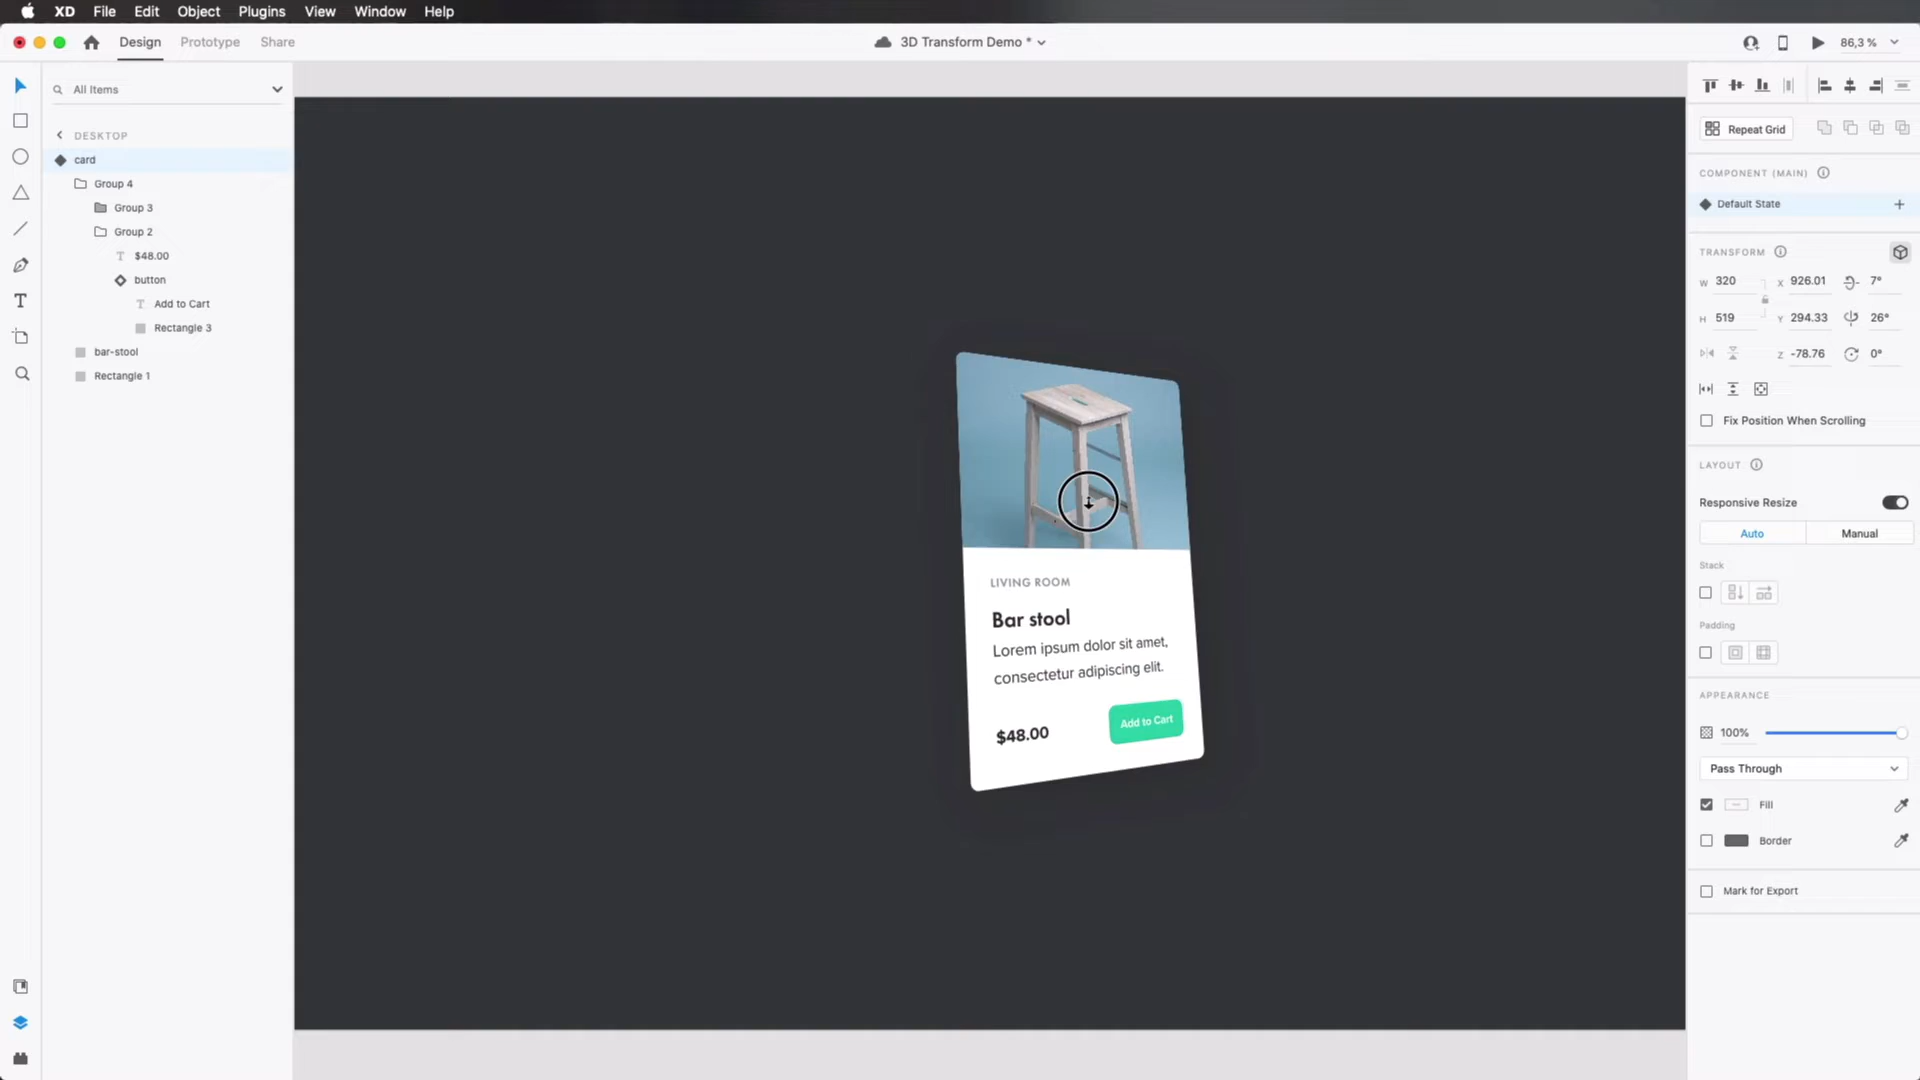 XD File Edit Object Plugins View Window Help
Design Prototype Share
3D Transform Demo *
86,3 %
All Items
DESKTOP
card
Group 4
Group 3
Group 2
$48.00
button
Add to Cart
Rectangle 3
bar-stool
Rectangle 1
LIVING ROOM
Bar stool
Lorem ipsum dolor sit amet,
consectetur adipiscing elit.
$48.00
Add to Cart
Repeat Grid
COMPONENT (MAIN)
Default State
TRANSFORM
W 320 X 926.01 7°
H 519 Y 294.33 26°
Z -78.76 0°
Fix Position When Scrolling
LAYOUT
Responsive Resize
Auto Manual
Stack
Padding
APPEARANCE
100%
Pass Through
Fill
Border
Mark for Export